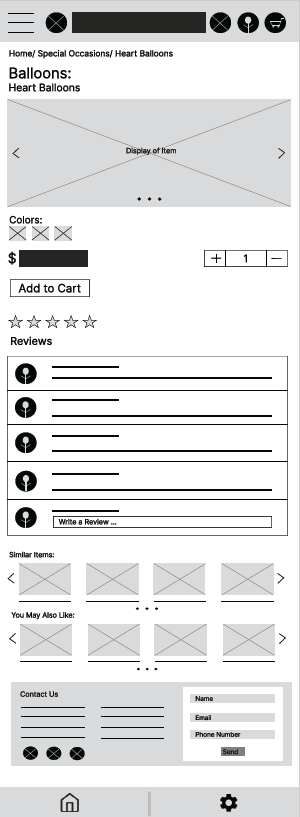 Home/ Special Occasions/ Heart Balloons
Balloons:
Heart Balloons
Display of Item
Colors:
$
+ 1 —
Add to Cart
Reviews
Write a Review ...
Similar Items:
You May Also Like:
Contact Us
Name
Email
Phone Number
Send